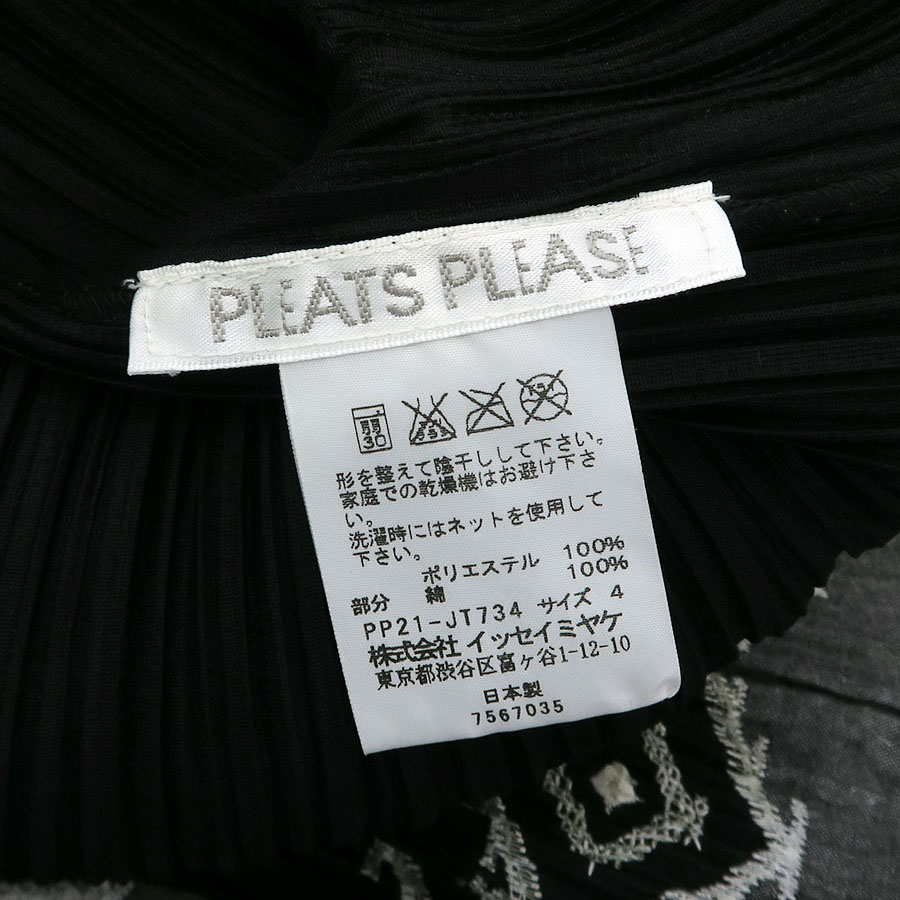 PLEATS PLEASE
弱
30
形を整えて陰干しして下さい。
家庭での乾燥機はお避け下さ
い。
洗濯時にはネットを使用して
下さい。
ポリエステル 100%
部分 綿 100%
PP21-JT734 サイズ 4
株式会社 イッセイミヤケ
東京都渋谷区富ヶ谷1-12-10
日本製
7567035